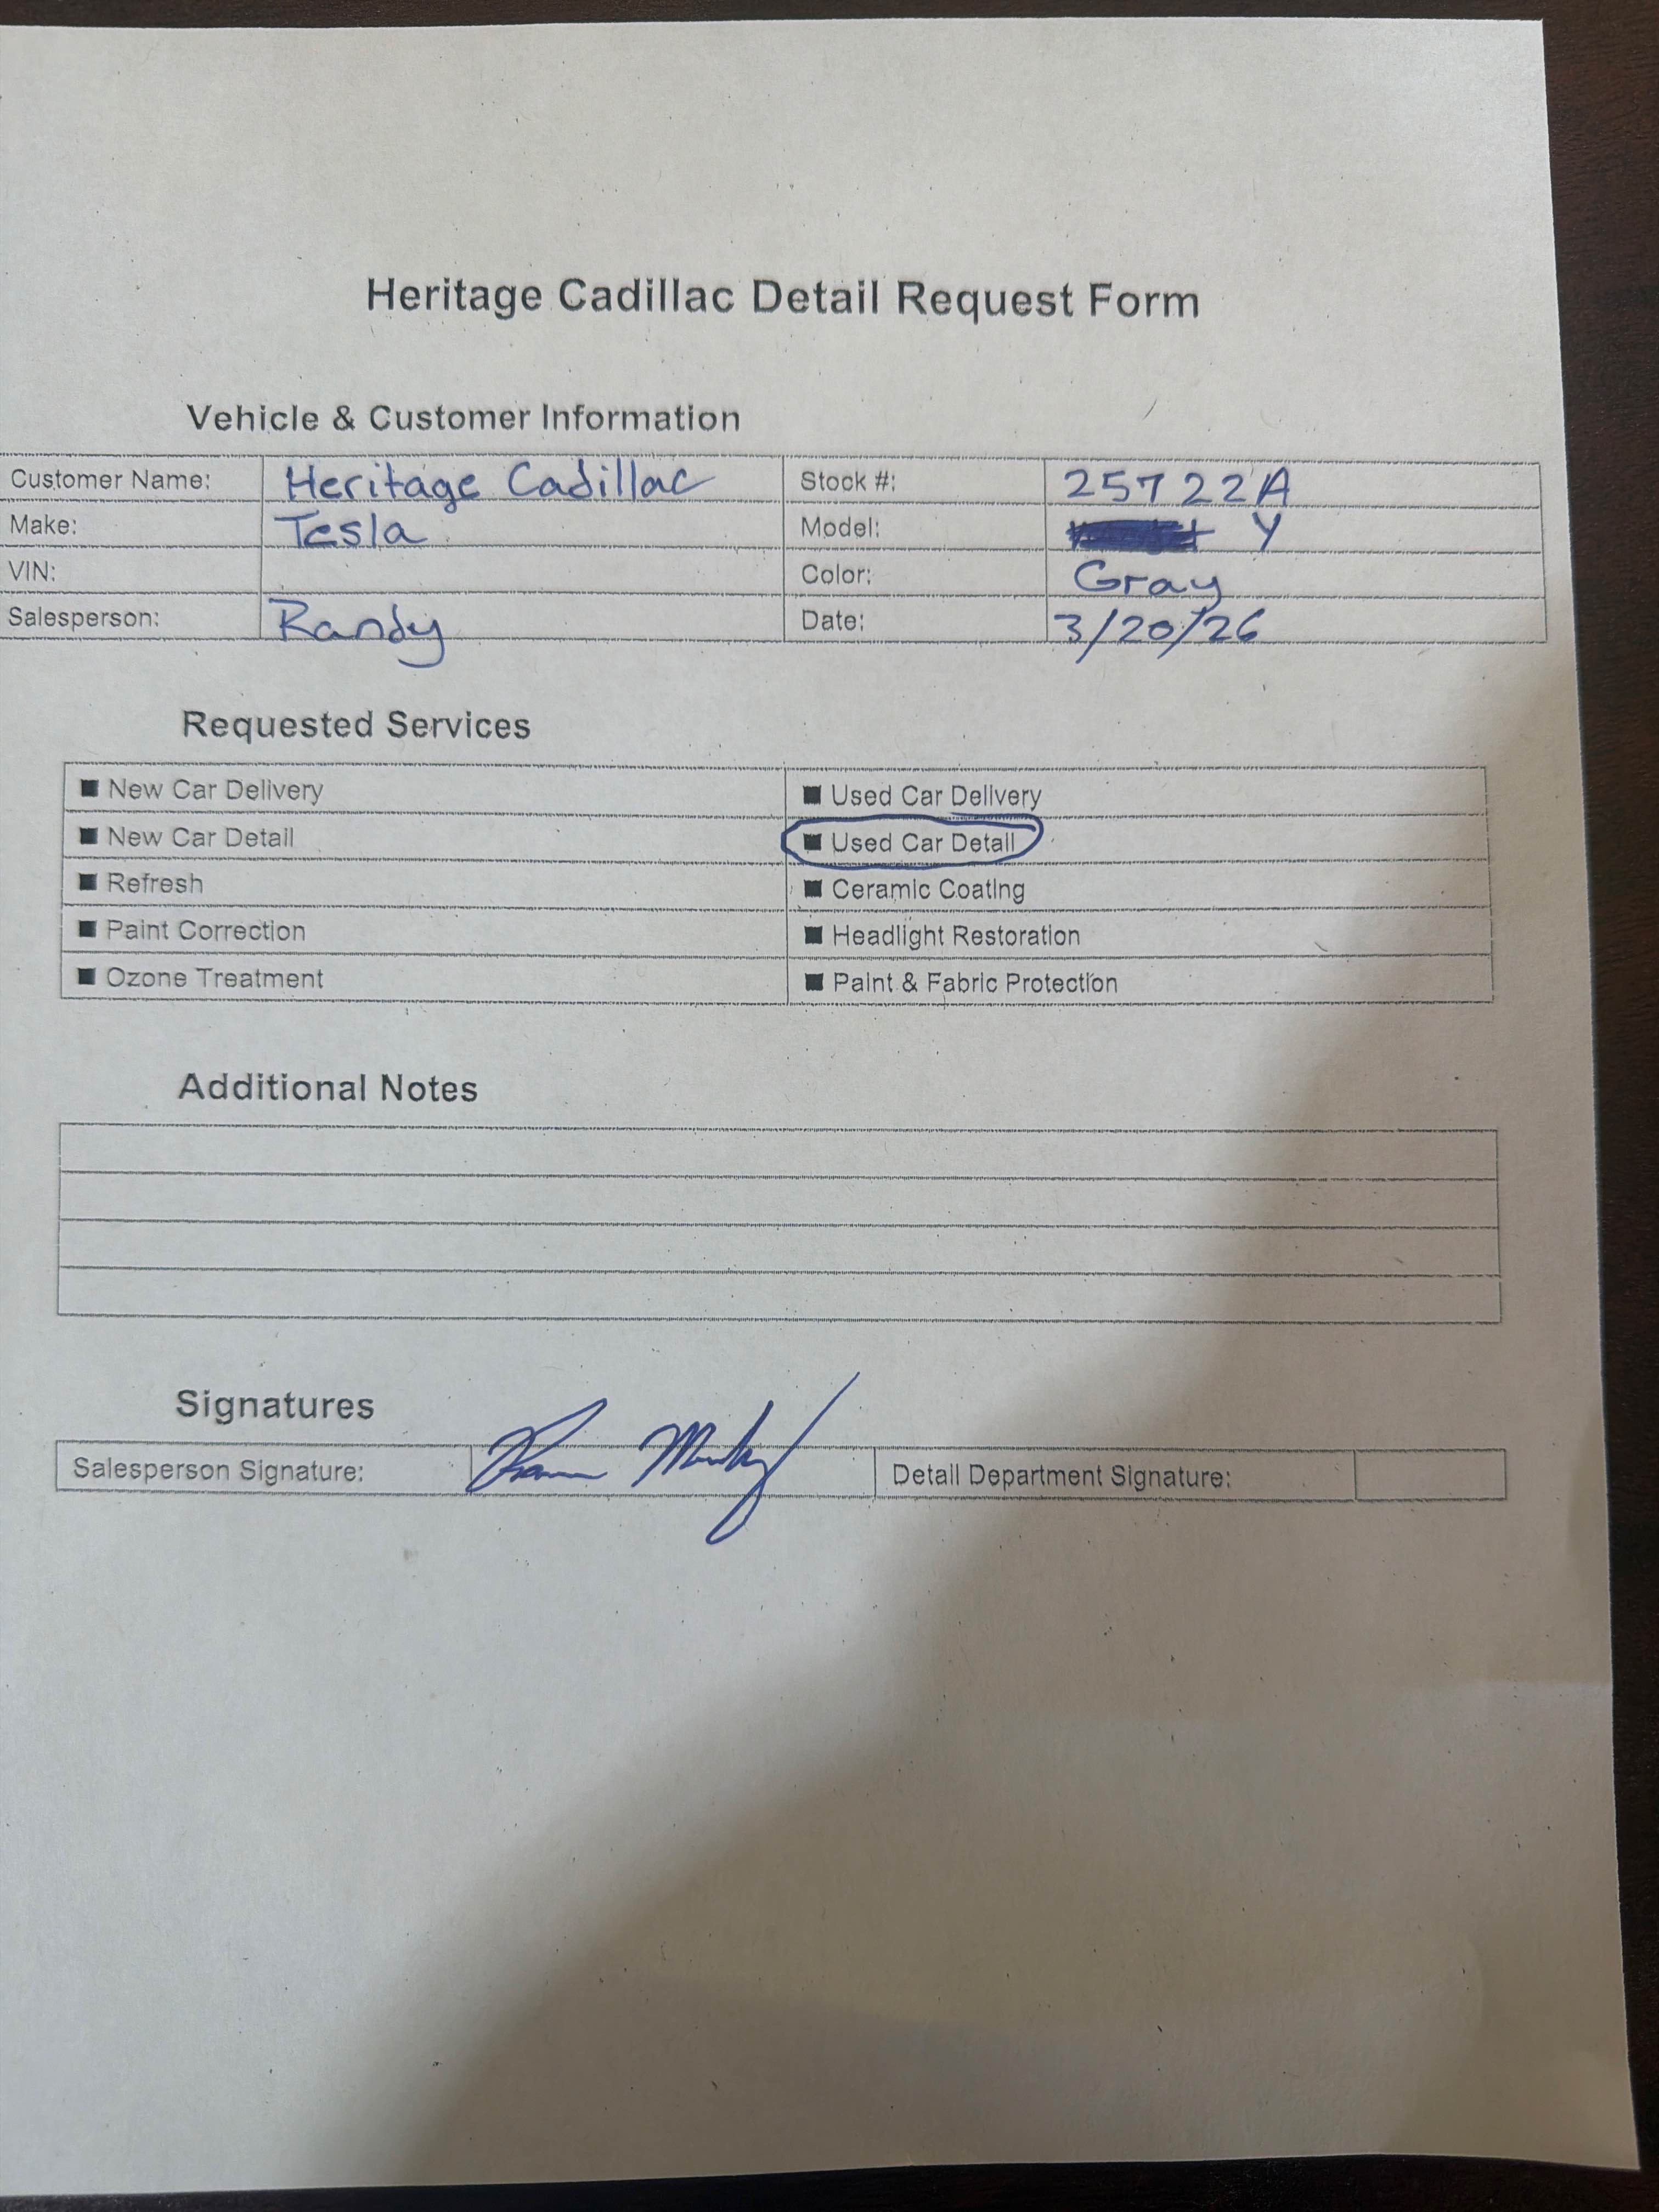 Heritage Cadillac Detail Request Form
Vehicle & Customer Information
Customer Name: Heritage Cadillac Stock #: 25722A
Make: Tesla Model: Y
VIN: Color: Gray
Salesperson: Randy Date: 3/20/26
Requested Services
■ New Car Delivery ■ Used Car Delivery
■ New Car Detail ■ Used Car Detail
■ Refresh ■ Ceramic Coating
■ Paint Correction ■ Headlight Restoration
■ Ozone Treatment ■ Paint & Fabric Protection
Additional Notes
Signatures
Salesperson Signature: Detail Department Signature: